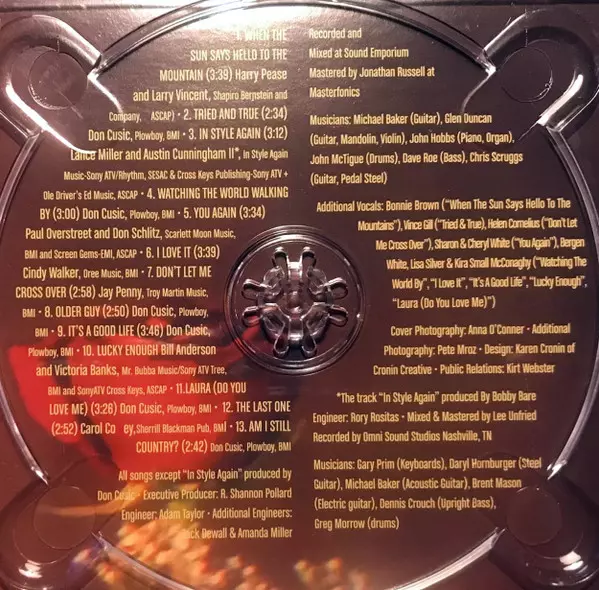 1. WHEN THE
SUN SAYS HELLO TO THE
MOUNTAIN (3:39) Harry Pease
and Larry Vincent, Shapiro Bernstein and
Company, ASCAP) • 2. TRIED AND TRUE (2:34)
Don Cusic, Plowboy, BMI • 3. IN STYLE AGAIN (3:12)
Lance Miller and Austin Cunningham II*, In Style Again
Music-Sony ATV/Rhythm, SESAC & Cross Keys Publishing-Sony ATV +
Ole Driver's Ed Music, ASCAP • 4. WATCHING THE WORLD WALKING
BY (3:00) Don Cusic, Plowboy, BMI • 5. YOU AGAIN (3:34)
Paul Overstreet and Don Schlitz, Scarlett Moon Music,
BMI and Screen Gems-EMI, ASCAP • 6. I LOVE IT (3:39)
Cindy Walker, Oree Music, BMI • 7. DON'T LET ME
CROSS OVER (2:58) Jay Penny, Troy Martin Music,
BMI • 8. OLDER GUY (2:50) Don Cusic, Plowboy,
BMI • 9. IT'S A GOOD LIFE (3:46) Don Cusic,
Plowboy, BMI • 10. LUCKY ENOUGH Bill Anderson
and Victoria Banks, Mr. Bubba Music/Sony ATV Tree,
BMI and SonyATV Cross Keys, ASCAP • 11.LAURA (DO YOU
LOVE ME) (3:26) Don Cusic, Plowboy, BMI • 12. THE LAST ONE
(2:52) Carol Co ey,Sherrill Blackman Pub, BMI • 13. AM I STILL
COUNTRY? (2:42) Don Cusic, Plowboy, BMI
All songs except "In Style Again" produced by
Don Cusic • Executive Producer: R. Shannon Pollard
Engineer: Adam Taylor • Additional Engineers:
Dewall & Amanda Miller
Recorded and
Mixed at Sound Emporium
Mastered by Jonathan Russell at
Masterfonics
Musicians: Michael Baker (Guitar), Glen Duncan
(Guitar, Mandolin, Violin), John Hobbs (Piano, Organ),
John McTigue (Drums), Dave Roe (Bass), Chris Scruggs
(Guitar, Pedal Steel)
Additional Vocals: Bonnie Brown ("When The Sun Says Hello To The
Mountains"), Vince Gill ("Tried & True), Helen Cornelius ("Don't Let
Me Cross Over"), Sharon & Cheryl White ("You Again"), Bergen
White, Lisa Silver & Kira Small McConaghy ("Watching The
World By", "I Love It", "It's A Good Life", "Lucky Enough",
"Laura (Do You Love Me)")
Cover Photography: Anna O'Conner • Additional
Photography: Pete Mroz • Design: Karen Cronin of
Cronin Creative • Public Relations: Kirt Webster
*The track "In Style Again" produced By Bobby Bare
Engineer: Rory Rositas • Mixed & Mastered by Lee Unfried
Recorded by Omni Sound Studios Nashville, TN
Musicians: Gary Prim (Keyboards), Daryl Hornburger (Steel
Guitar), Michael Baker (Acoustic Guitar), Brent Mason
(Electric guitar), Dennis Crouch (Upright Bass),
Greg Morrow (drums)